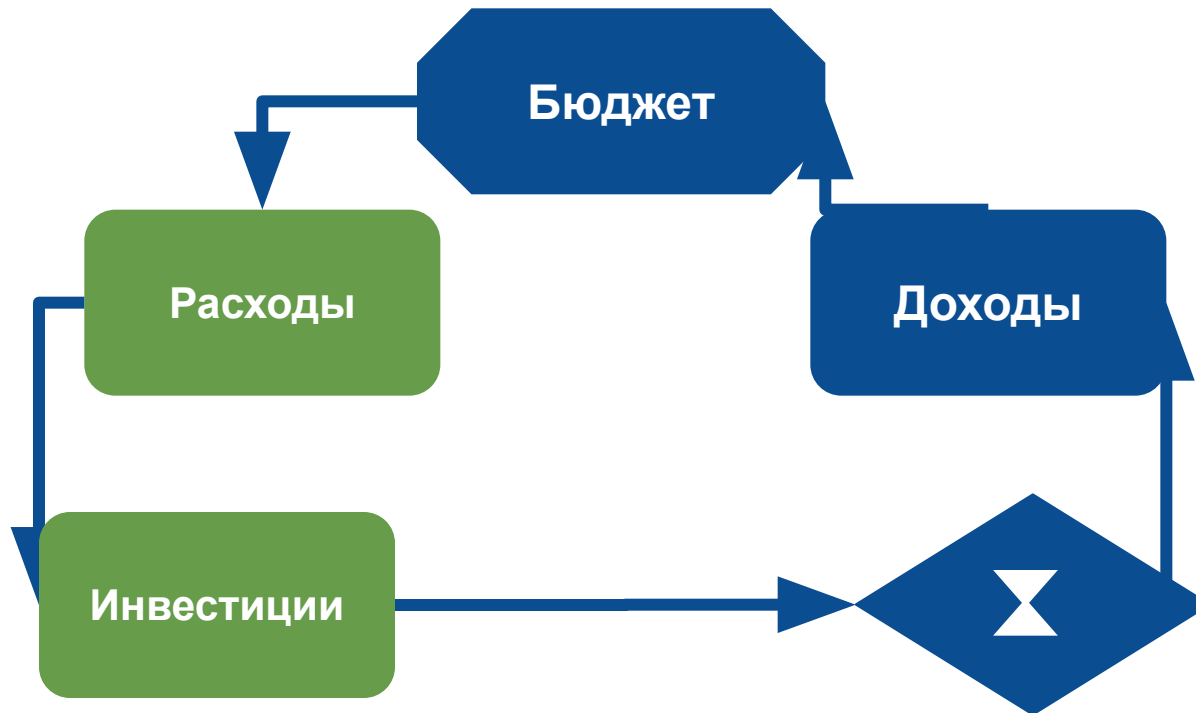 Бюджет
Расходы
Доходы
Инвестиции